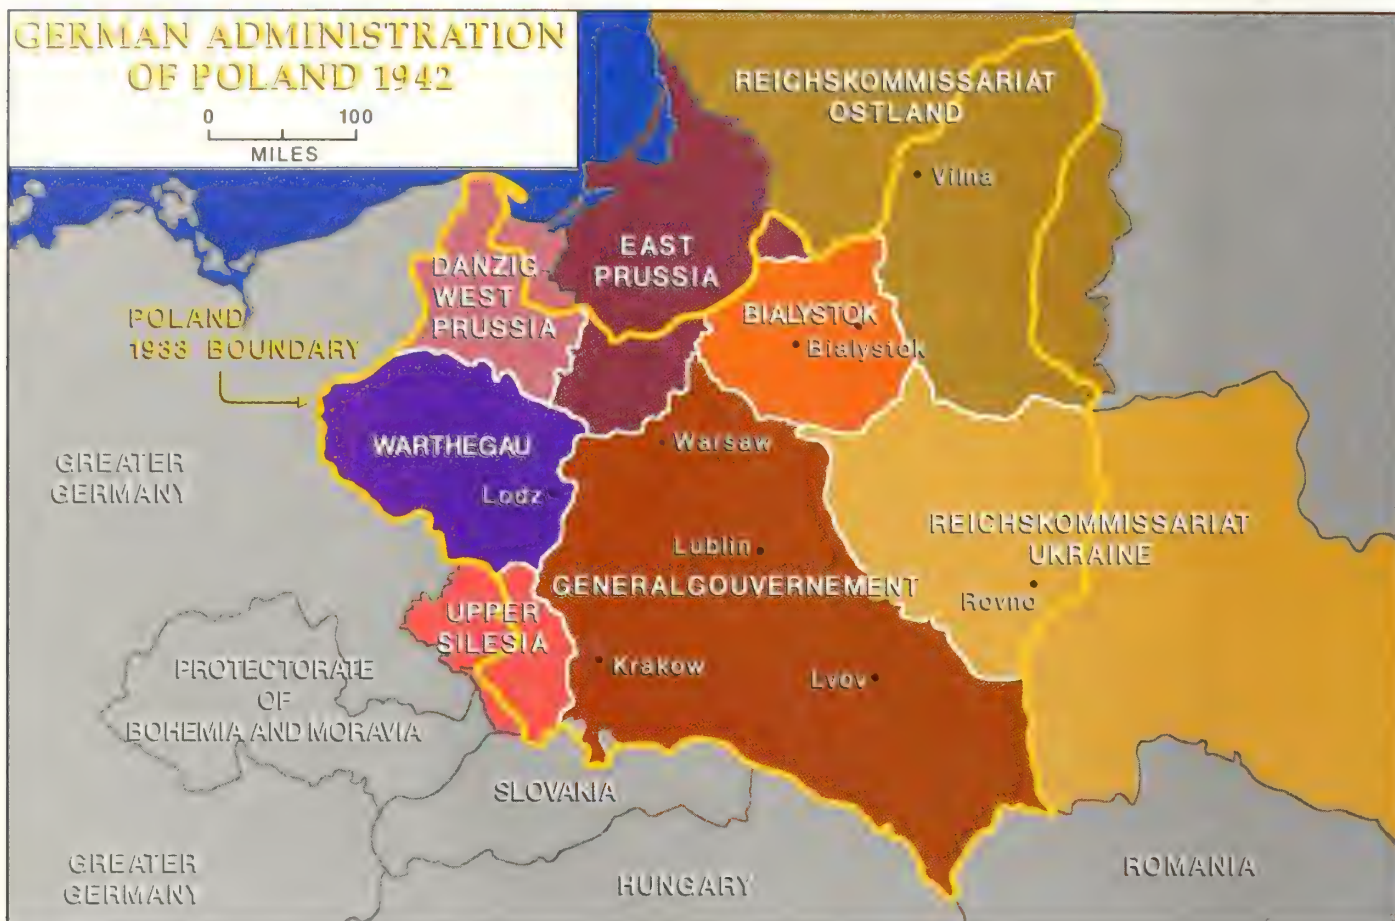 GERMAN ADMINISTRATION
OF POLAND 1942
0 100
MILES
REICHSKOMMISSARIAT
OSTLAND
Vilna
EAST
PRUSSIA
DANZIG
WEST
PRUSSIA
POLAND
1933 BOUNDARY
BIALYSTOK
Bialystok
WARTHEGAU
Lodz
Warsaw
GREATER
GERMANY
REICHSKOMMISSARIAT
UKRAINE
Rovno
Lublin
GENERALGOUVERNEMENT
UPPER
SILESIA
Krakow
Lvov
PROTECTORATE
OF
BOHEMIA AND MORAVIA
SLOVAKIA
GREATER
GERMANY
HUNGARY
ROMANIA